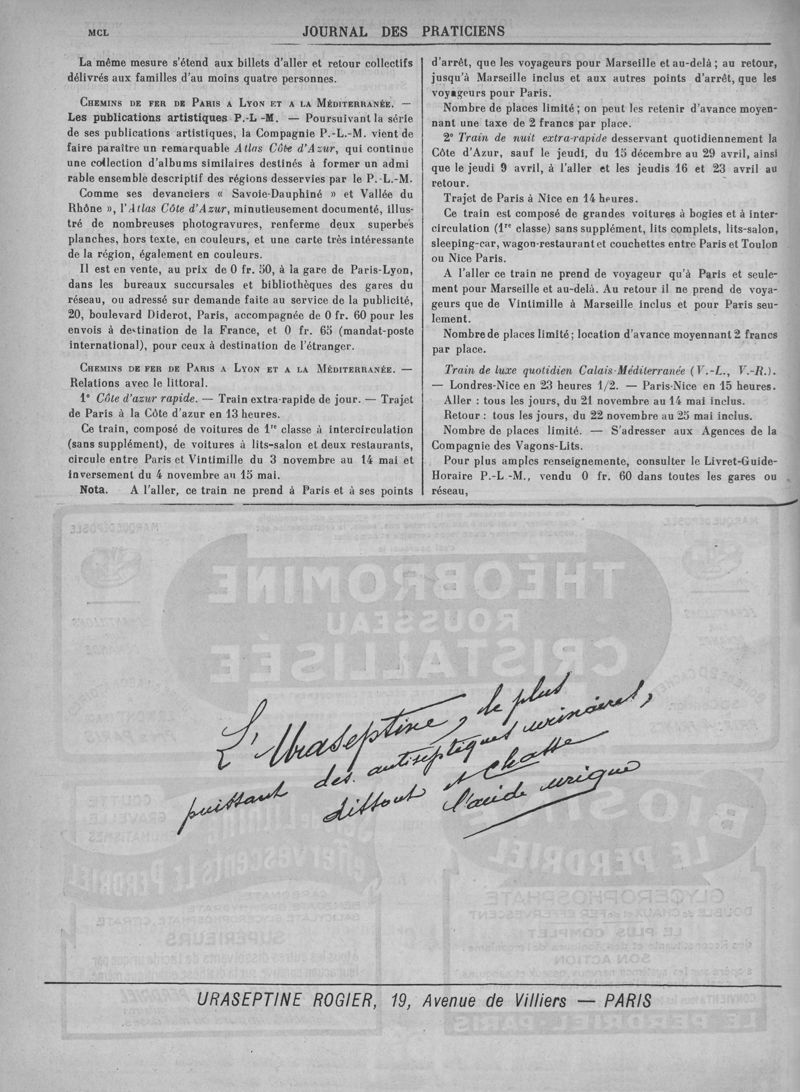 MCL
JOURNAL DES PRATICIENS
La même mesure s'étend aux billets d'aller et retour collectifs
délivrés aux familles d'au moins quatre personnes.
CHEMINS DE FER DE PARIS A LYON ET A LA MÉDITERRANÉE. —
Les publications artistiques P.-L -M. — Poursuivant la série
de ses publications artistiques, la Compagnie P.-L.-M. vient de
faire paraître un remarquable Atlas Côte d'Azur, qui continue
une collection d'albums similaires destinés à former un admi
rable ensemble descriptif des régions desservies par le P.-L.-M.
Comme ses devanciers « Savoie-Dauphiné » et Vallée du
Rhône », l'Atlas Côte d'Azur, minutieusement documenté, illus-
tré de nombreuses photogravures, renferme deux superbes
planches, hors texte, en couleurs, et une carte très intéressante
de la région, également en couleurs.
Il est en vente, au prix de 0 fr. 50, à la gare de Paris-Lyon,
dans les bureaux succursales et bibliothèques des gares du
réseau, ou adressé sur demande faite au service de la publicité,
20, boulevard Diderot, Paris, accompagnée de 0 fr. 60 pour les
envois à destination de la France, et 0 fr. 65 (mandat-poste
international), pour ceux à destination de l'étranger.
CHEMINS DE FER DE PARIS A LYON ET A LA MÉDITERRANÉE. —
Relations avec le littoral.
1° Côte d'azur rapide. — Train extra-rapide de jour. — Trajet
de Paris à la Côte d'azur en 13 heures.
Ce train, composé de voitures de 1re classe à intercirculation
(sans supplément), de voitures à lits-salon et deux restaurants,
circule entre Paris et Vintimille du 3 novembre au 14 mai et
inversement du 4 novembre au 15 mai.
Nota. A l'aller, ce train ne prend à Paris et à ses points
d'arrêt, que les voyageurs pour Marseille et au-delà ; au retour,
jusqu'à Marseille inclus et aux autres points d'arrêt, que les
voyageurs pour Paris.
Nombre de places limité ; on peut les retenir d'avance moyen-
nant une taxe de 2 francs par place.
2° Train de nuit extra-rapide desservant quotidiennement la
Côte d'Azur, sauf le jeudi, du 15 décembre au 29 avril, ainsi
que le jeudi 9 avril, à l'aller et les jeudis 16 et 23 avril au
retour.
Trajet de Paris à Nice en 14 heures.
Ce train est composé de grandes voitures à bogies et à inter-
circulation (1re classe) sans supplément, lits complets, lits-salon,
sleeping-car, wagon-restaurant et couchettes entre Paris et Toulon
ou Nice Paris.
A l'aller ce train ne prend de voyageur qu'à Paris et seule-
ment pour Marseille et au-delà. Au retour il ne prend de voya-
geurs que de Vintimille à Marseille inclus et pour Paris seu-
lement.
Nombre de places limité ; location d'avance moyennant 2 francs
par place.
Train de luxe quotidien Calais-Méditerranée (V.-L., V.-R.).
— Londres-Nice en 23 heures 1/2. — Paris-Nice en 15 heures.
Aller : tous les jours, du 21 novembre au 14 mai inclus.
Retour : tous les jours, du 22 novembre au 25 mai inclus.
Nombre de places limité. — S'adresser aux Agences de la
Compagnie des Vagons-Lits.
Pour plus amples renseignemente, consulter le Livret-Guide-
Horaire P.-L -M., vendu 0 fr. 60 dans toutes les gares ou
réseau,
L'Uraseptine, le plus
puissant des antiseptiques urinaires,
dissout et chasse
l'acide urique
URASEPTINE ROGIER, 19, Avenue de Villiers — PARIS